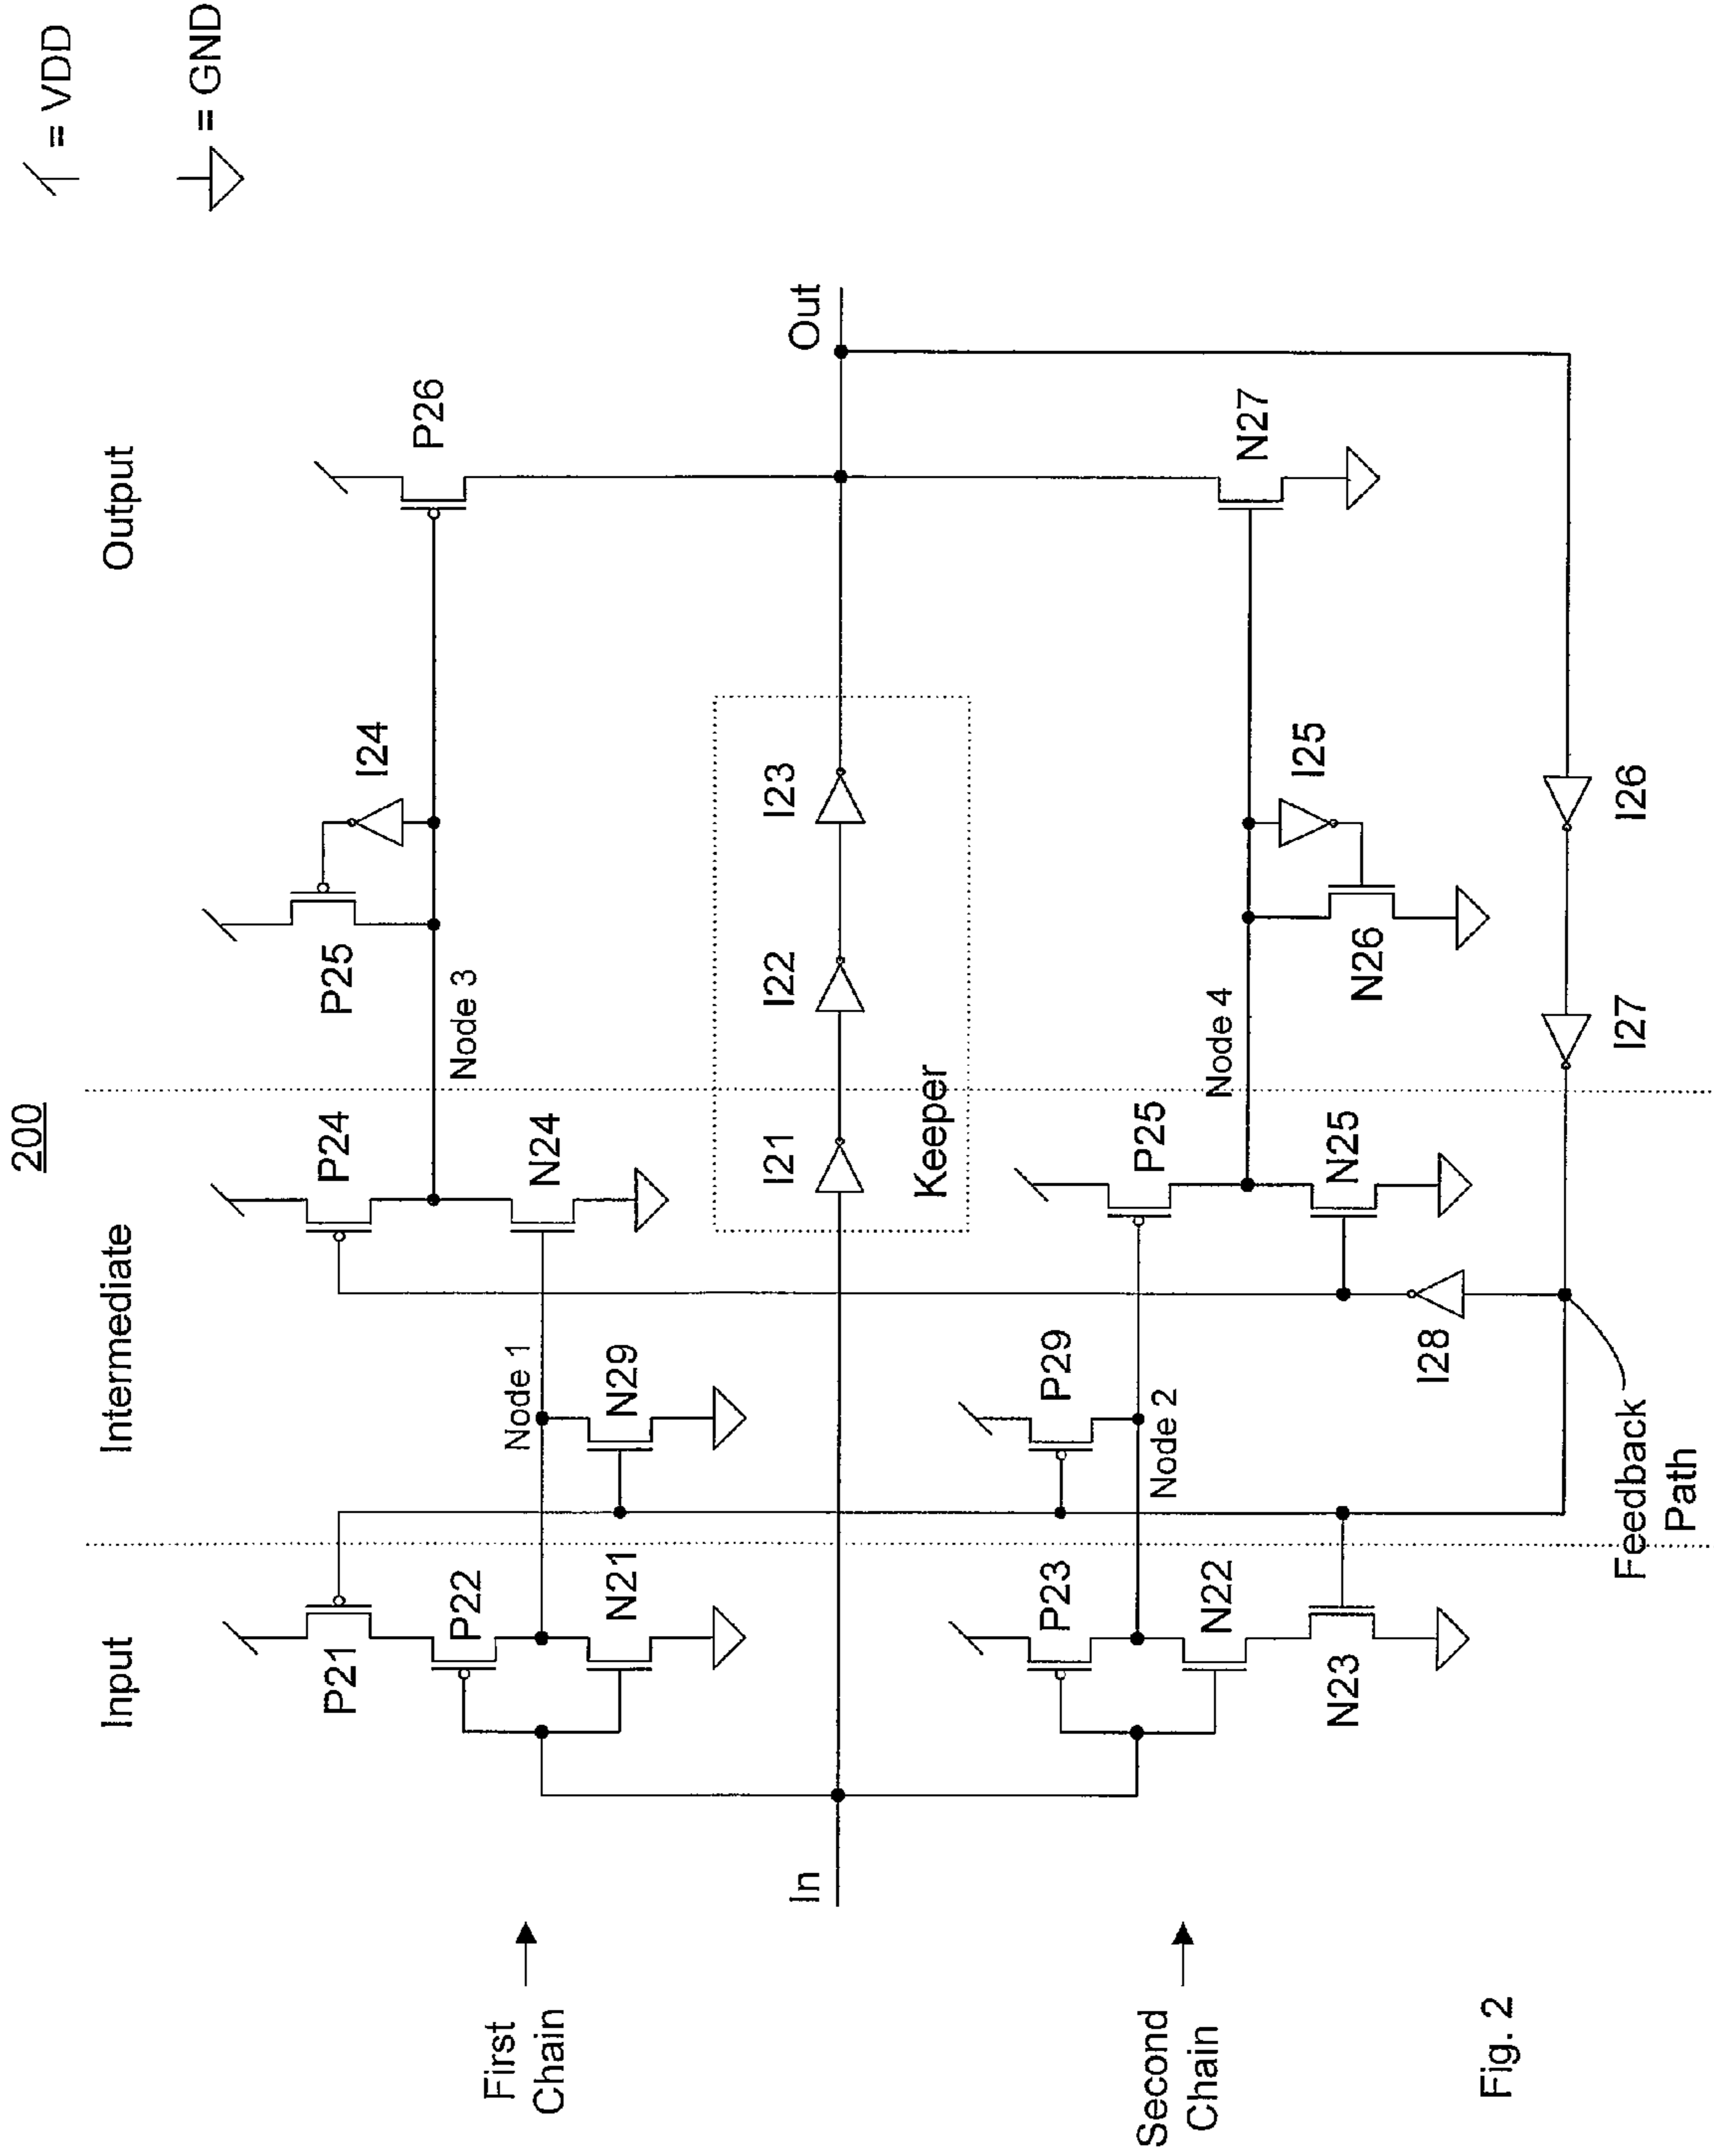 200
= VDD
= GND
Input
Intermediate
Output
P21
P24
P25
I24
P26
P22
N24
Node 3
N21
N29
Node 1
First
Chain
In
I21
I22
I23
Out
Keeper
P23
P29
P25
Node 4
I25
N27
N22
Node 2
N23
N25
N26
Second
Chain
I28
I27
I26
Feedback
Path
Fig. 2